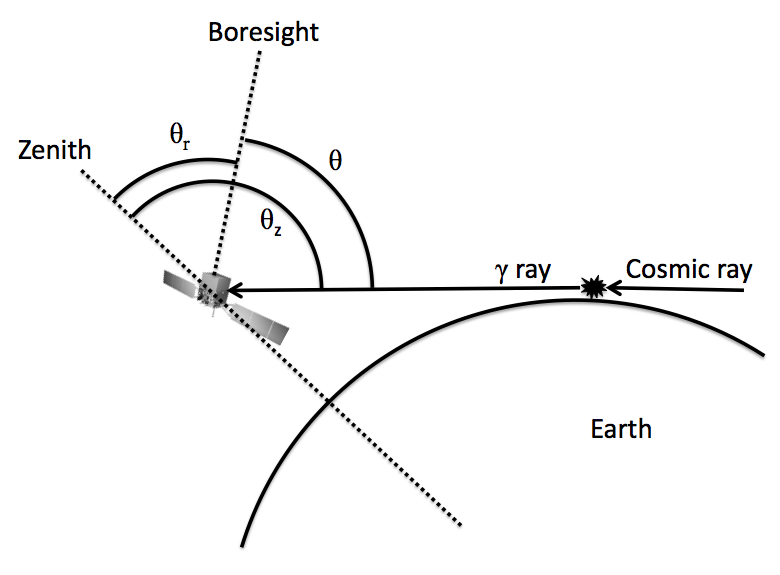 Boresight
Zenith
θr
θ
θz
γ ray
Cosmic ray
Earth